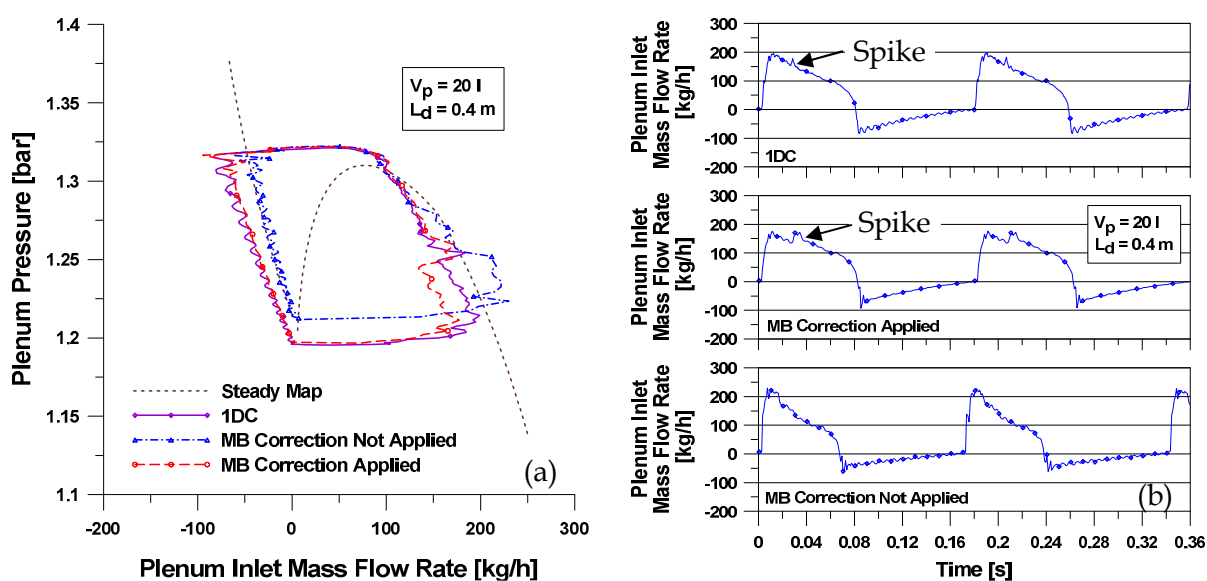 1.4
1.35
1.3
1.25
1.2
1.15
1.1
Plenum Pressure [bar]
Vp = 20 l
Ld = 0.4 m
Steady Map
1DC
MB Correction Not Applied
MB Correction Applied
(a)
-200 -100 0 100 200 300
Plenum Inlet Mass Flow Rate [kg/h]
Plenum Inlet
Mass Flow Rate
[kg/h]
300
200
100
0
-100
200
Spike
1DC
Plenum Inlet
Mass Flow Rate
[kg/h]
300
200
100
0
-100
200
Spike
Vp = 20 l
Ld = 0.4 m
MB Correction Applied
Plenum Inlet
Mass Flow Rate
[kg/h]
300
200
100
0
-100
200
MB Correction Not Applied
(b)
0 0.04 0.08 0.12 0.16 0.2 0.24 0.28 0.32 0.36
Time [s]